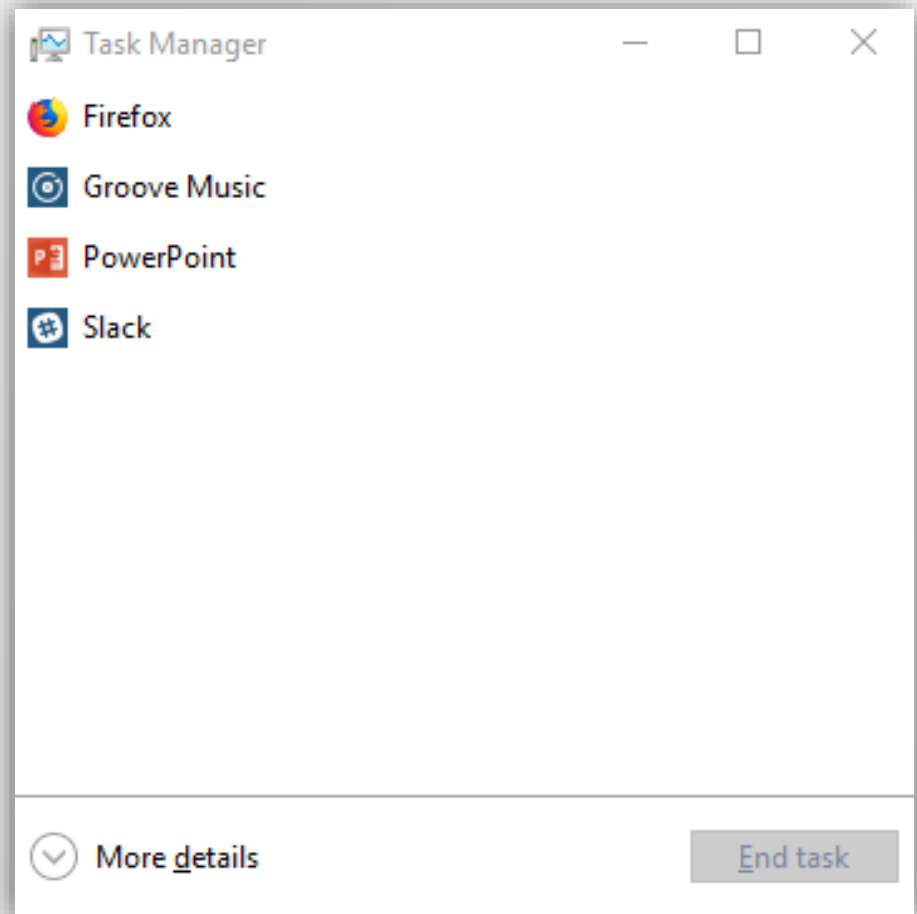 Task Manager
Firefox
Groove Music
PowerPoint
Slack
More details
End task